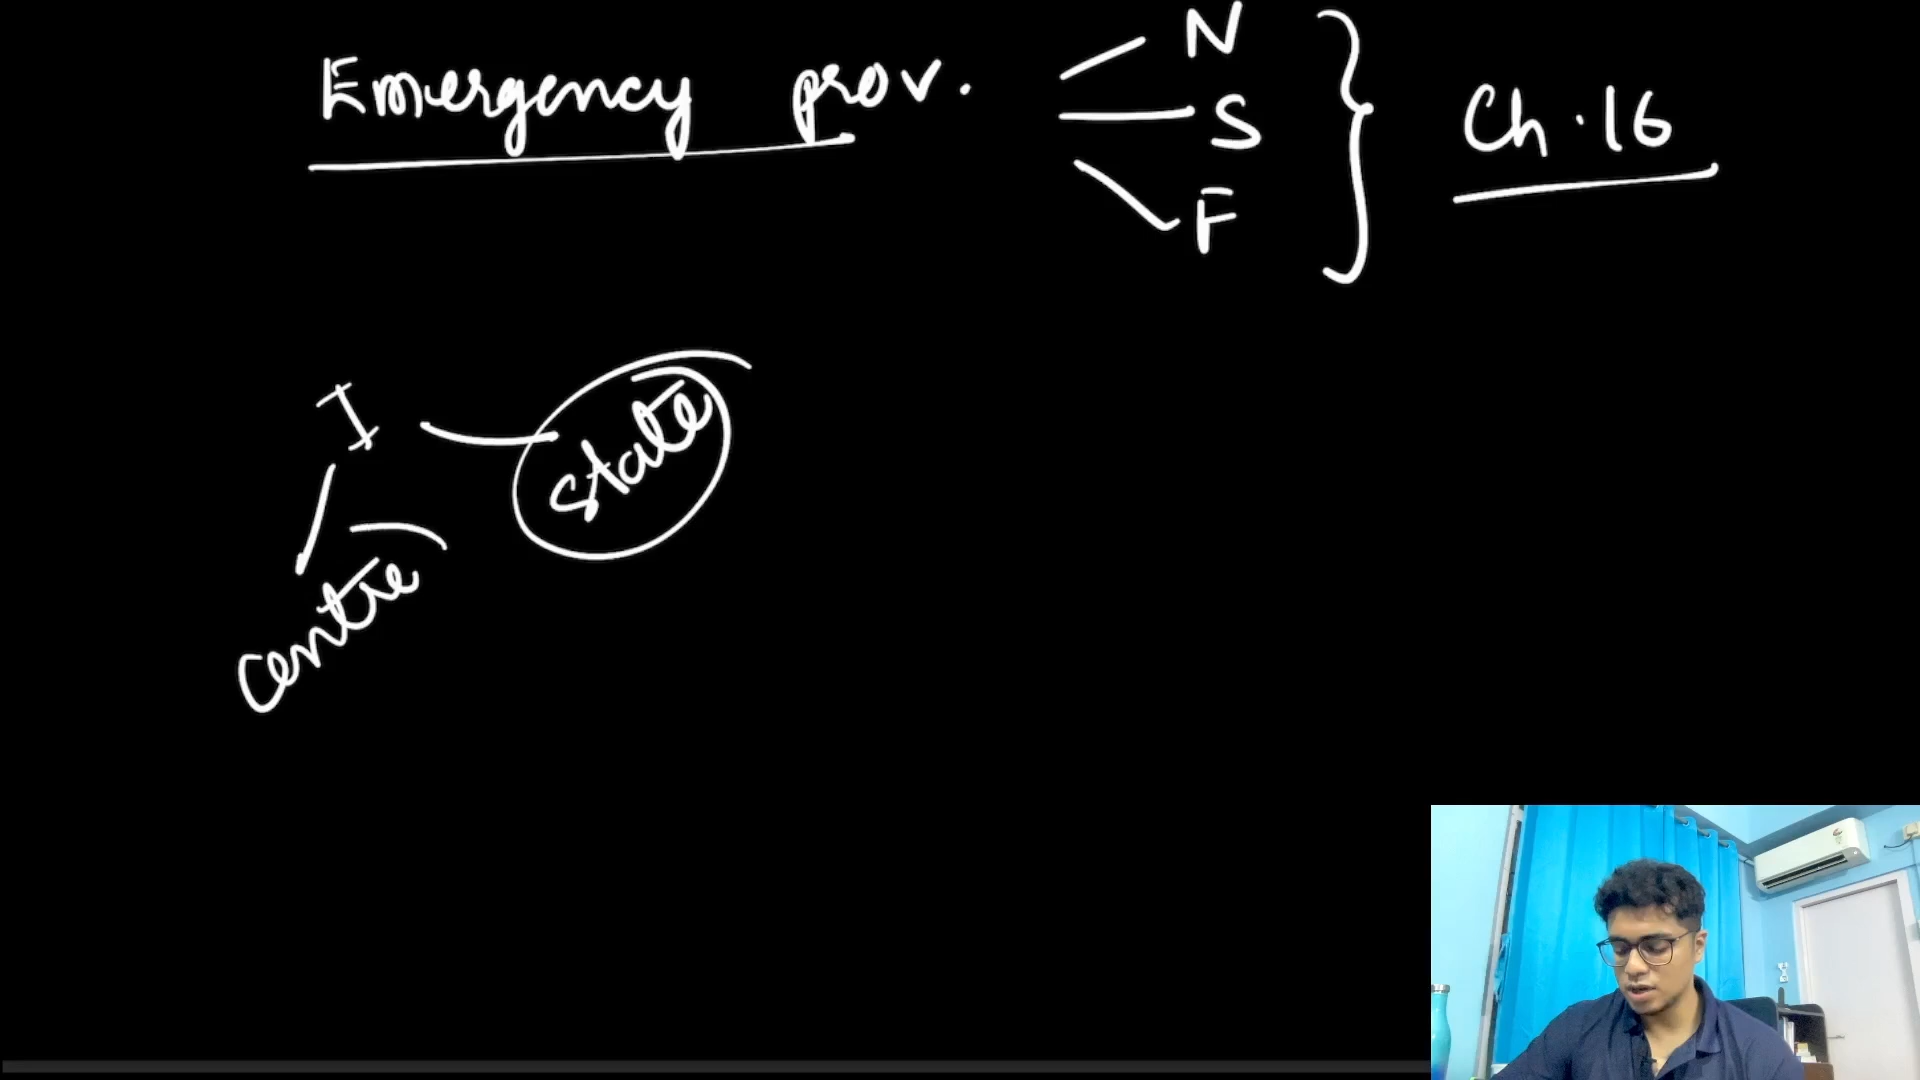 Emergency prov.
N
S
F
Ch. 16
I
state
centre